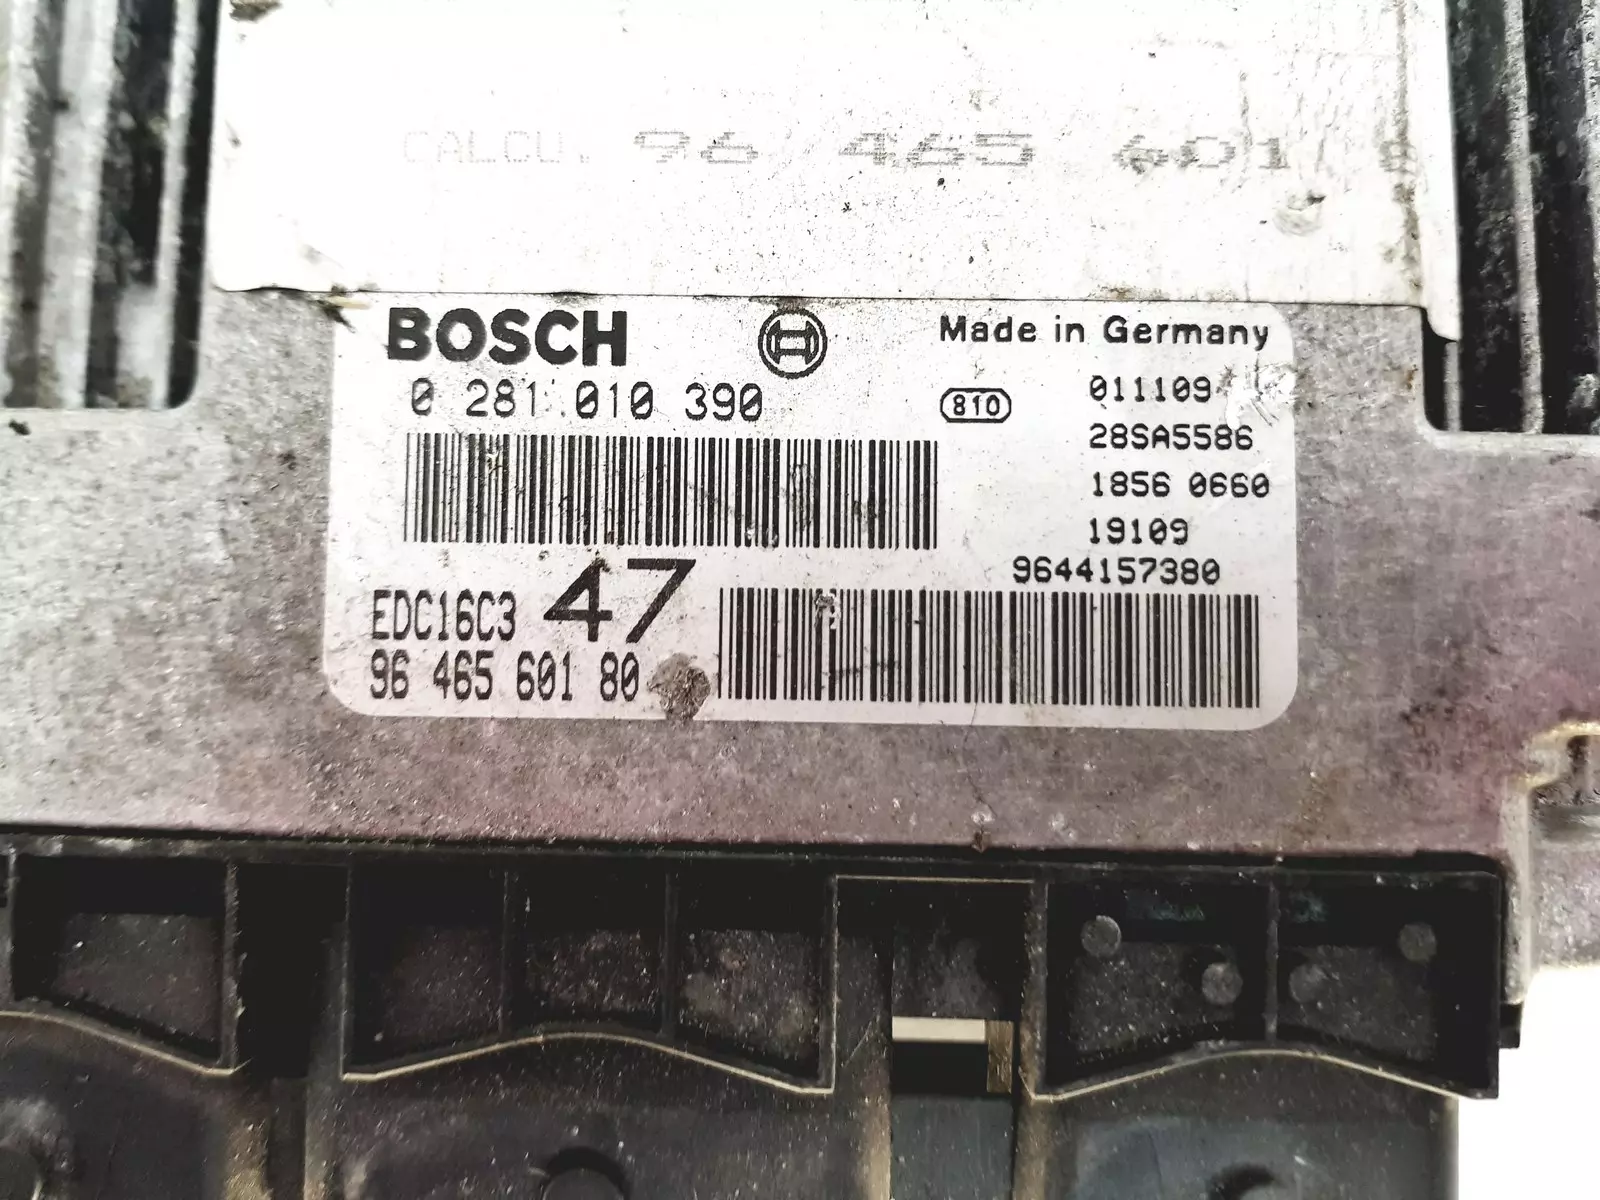 CALCU. 96 465 601 8
BOSCH
Made in Germany
0 281 010 390
810
011109
28SA5586
1856 0660
19109
9644157380
EDC16C3 47
96 465 601 80